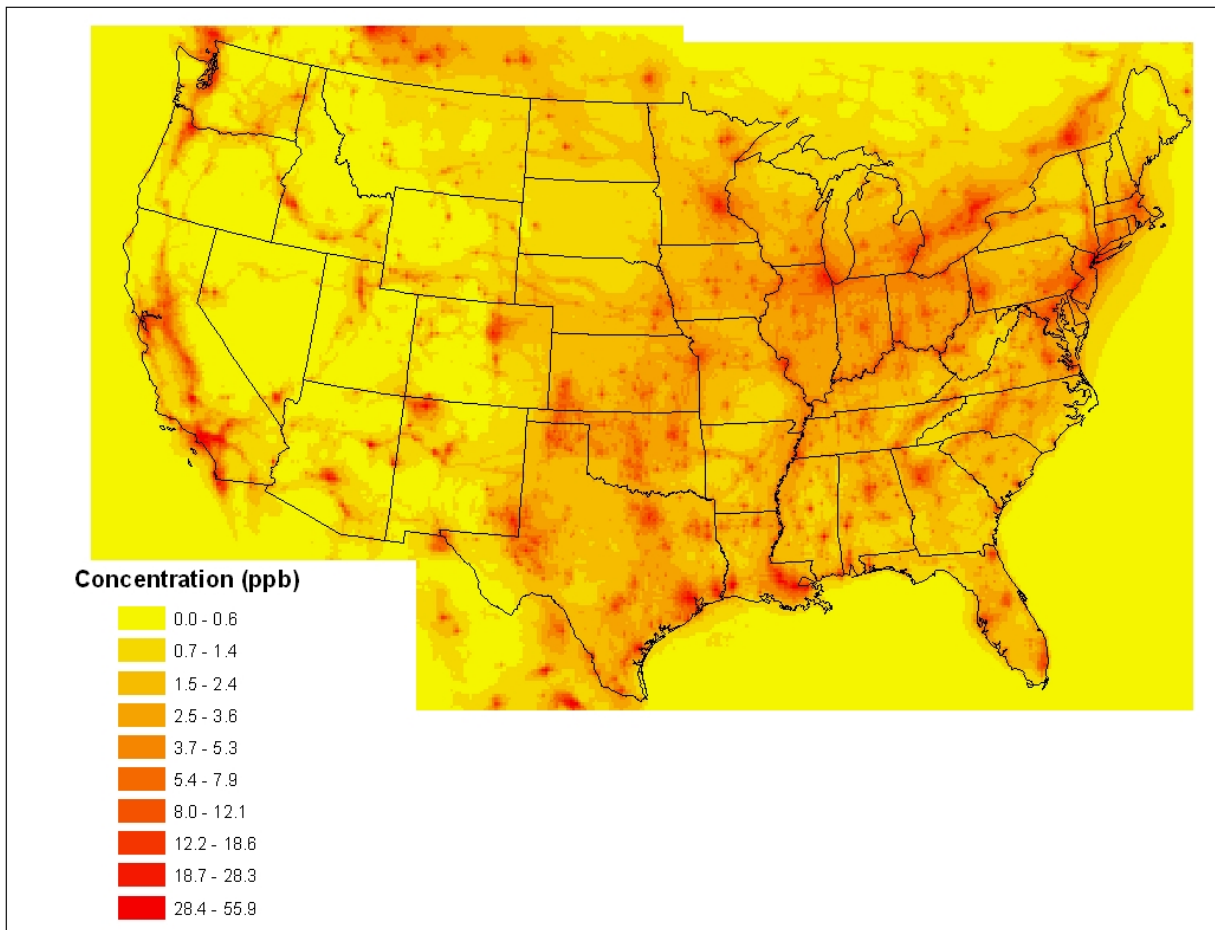 Concentration (ppb)
0.0 - 0.6
0.7 - 1.4
1.5 - 2.4
2.5 - 3.6
3.7 - 5.3
5.4 - 7.9
8.0 - 12.1
12.2 - 18.6
18.7 - 28.3
28.4 - 55.9